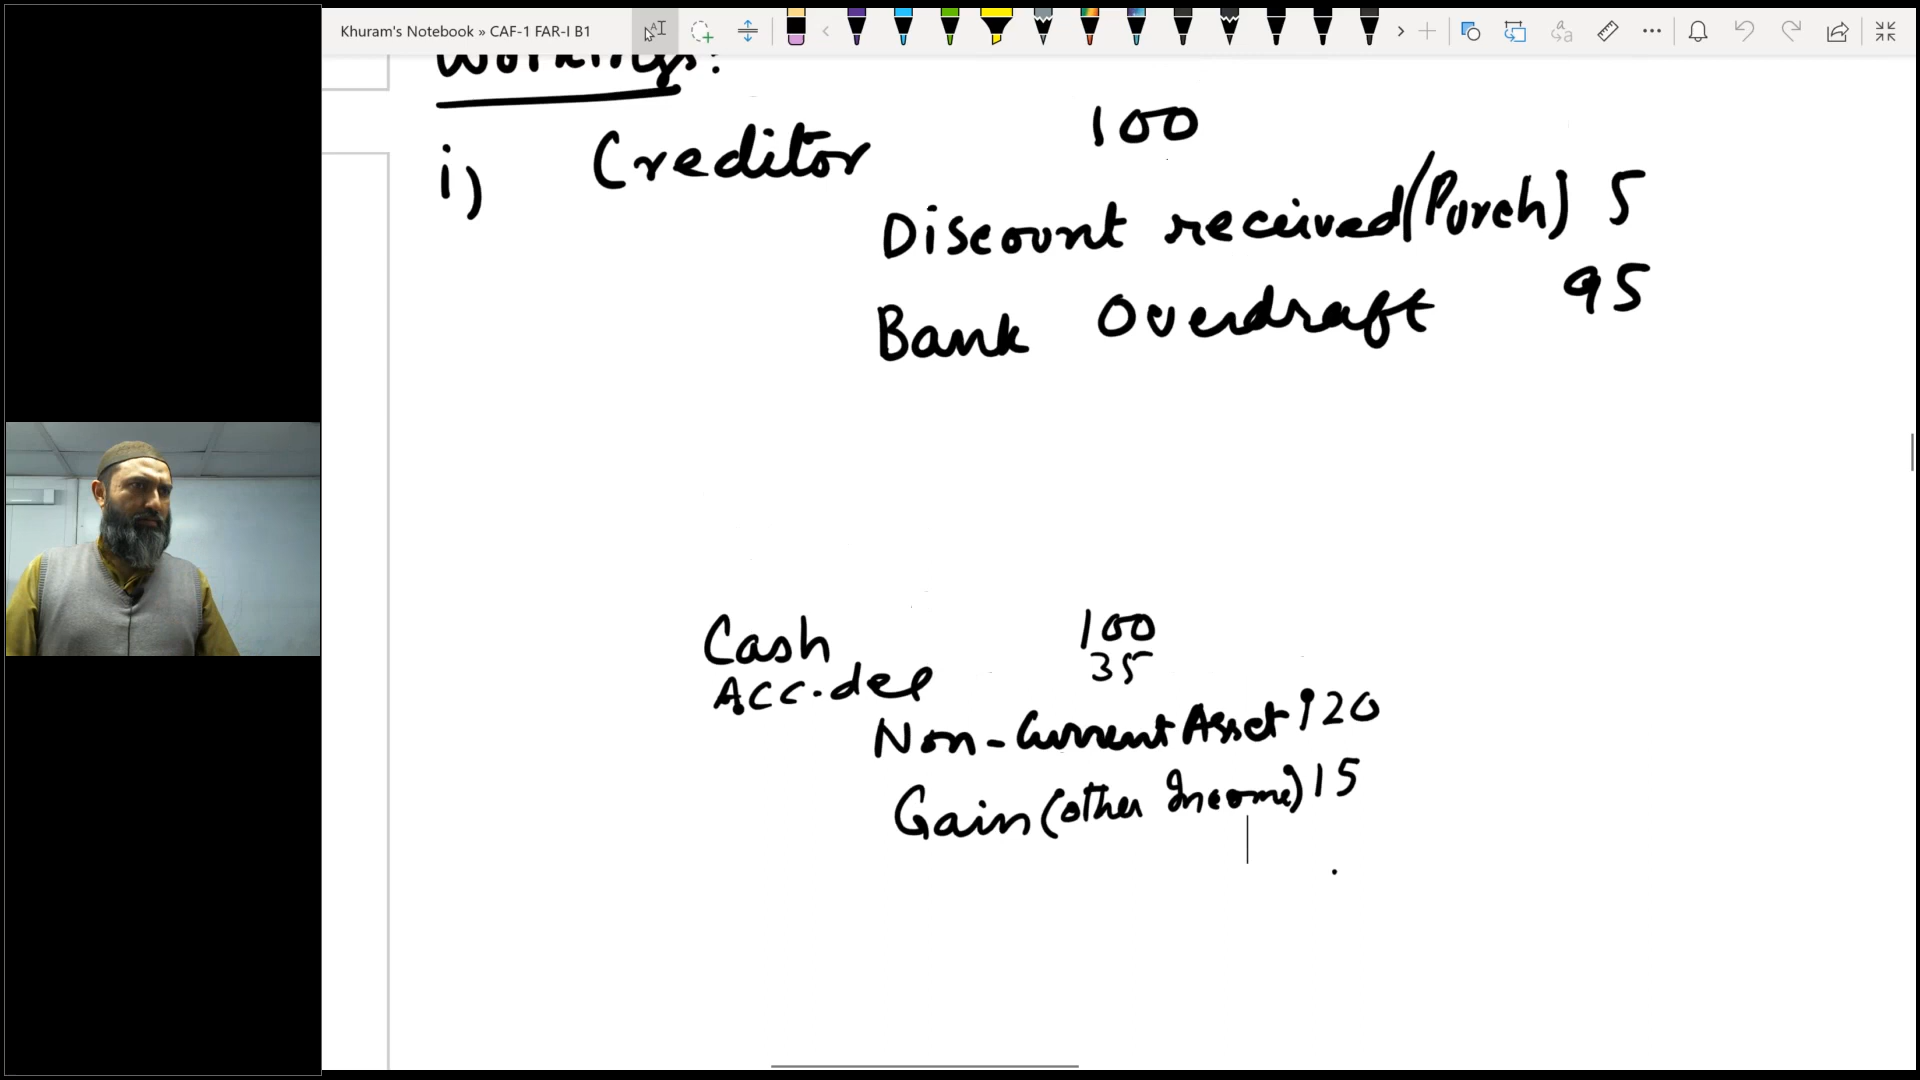 Khuram's Notebook » CAF-1 FAR-I B1
Workings:
i) Creditor 100
Discount received (Purch) 5
Bank Overdraft 95
Cash 100
Acc.dep 35
Non-Current Asset 120
Gain (other Income) 15